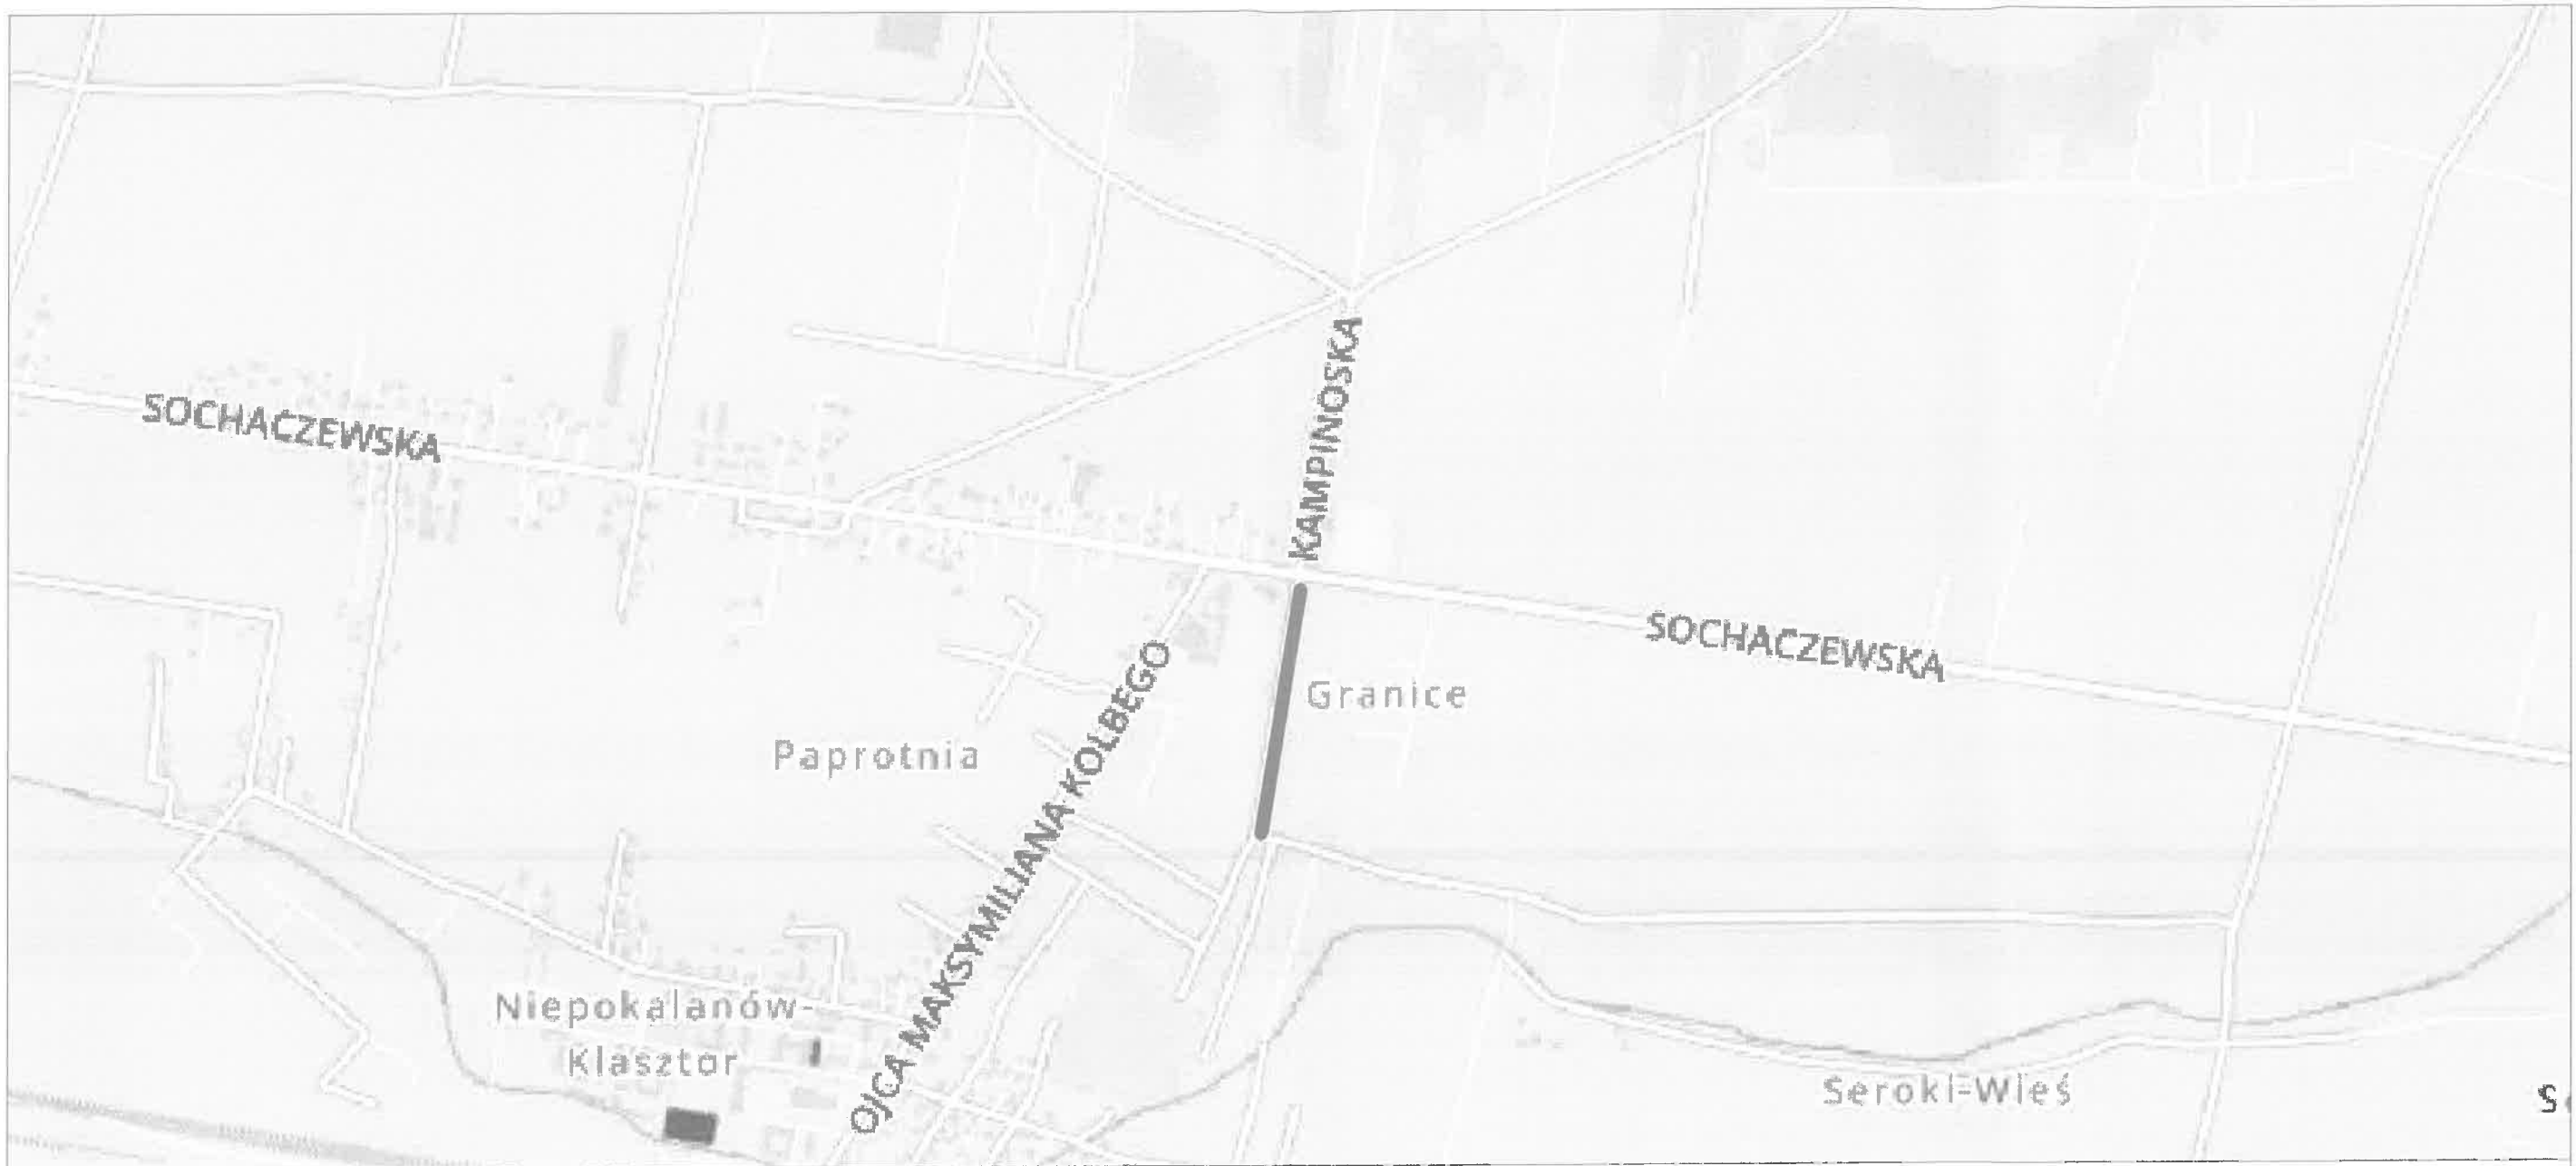 KAMPINOSKA
SOCHACZEWSKA
SOCHACZEWSKA
OJCA MAKSYMILIANA KOLBEGO
Granice
Paprotnia
Niepokalanów-
Klasztor
Seroki-Wieś